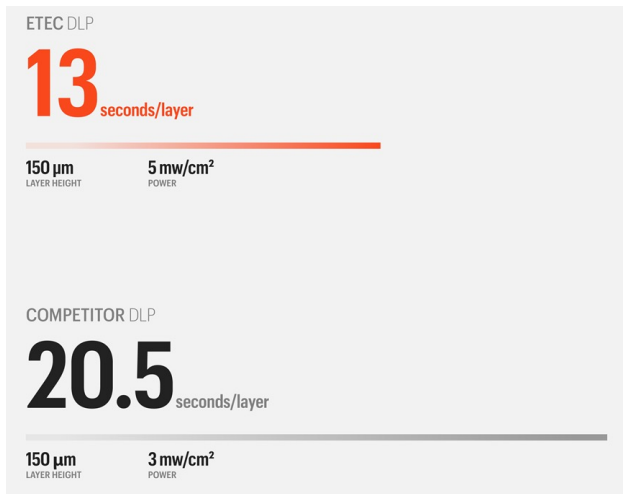 ETEC DLP
13 seconds/layer
150 µm 5 mw/cm²
LAYER HEIGHT POWER
COMPETITOR DLP
20.5 seconds/layer
150 µm 3 mw/cm²
LAYER HEIGHT POWER